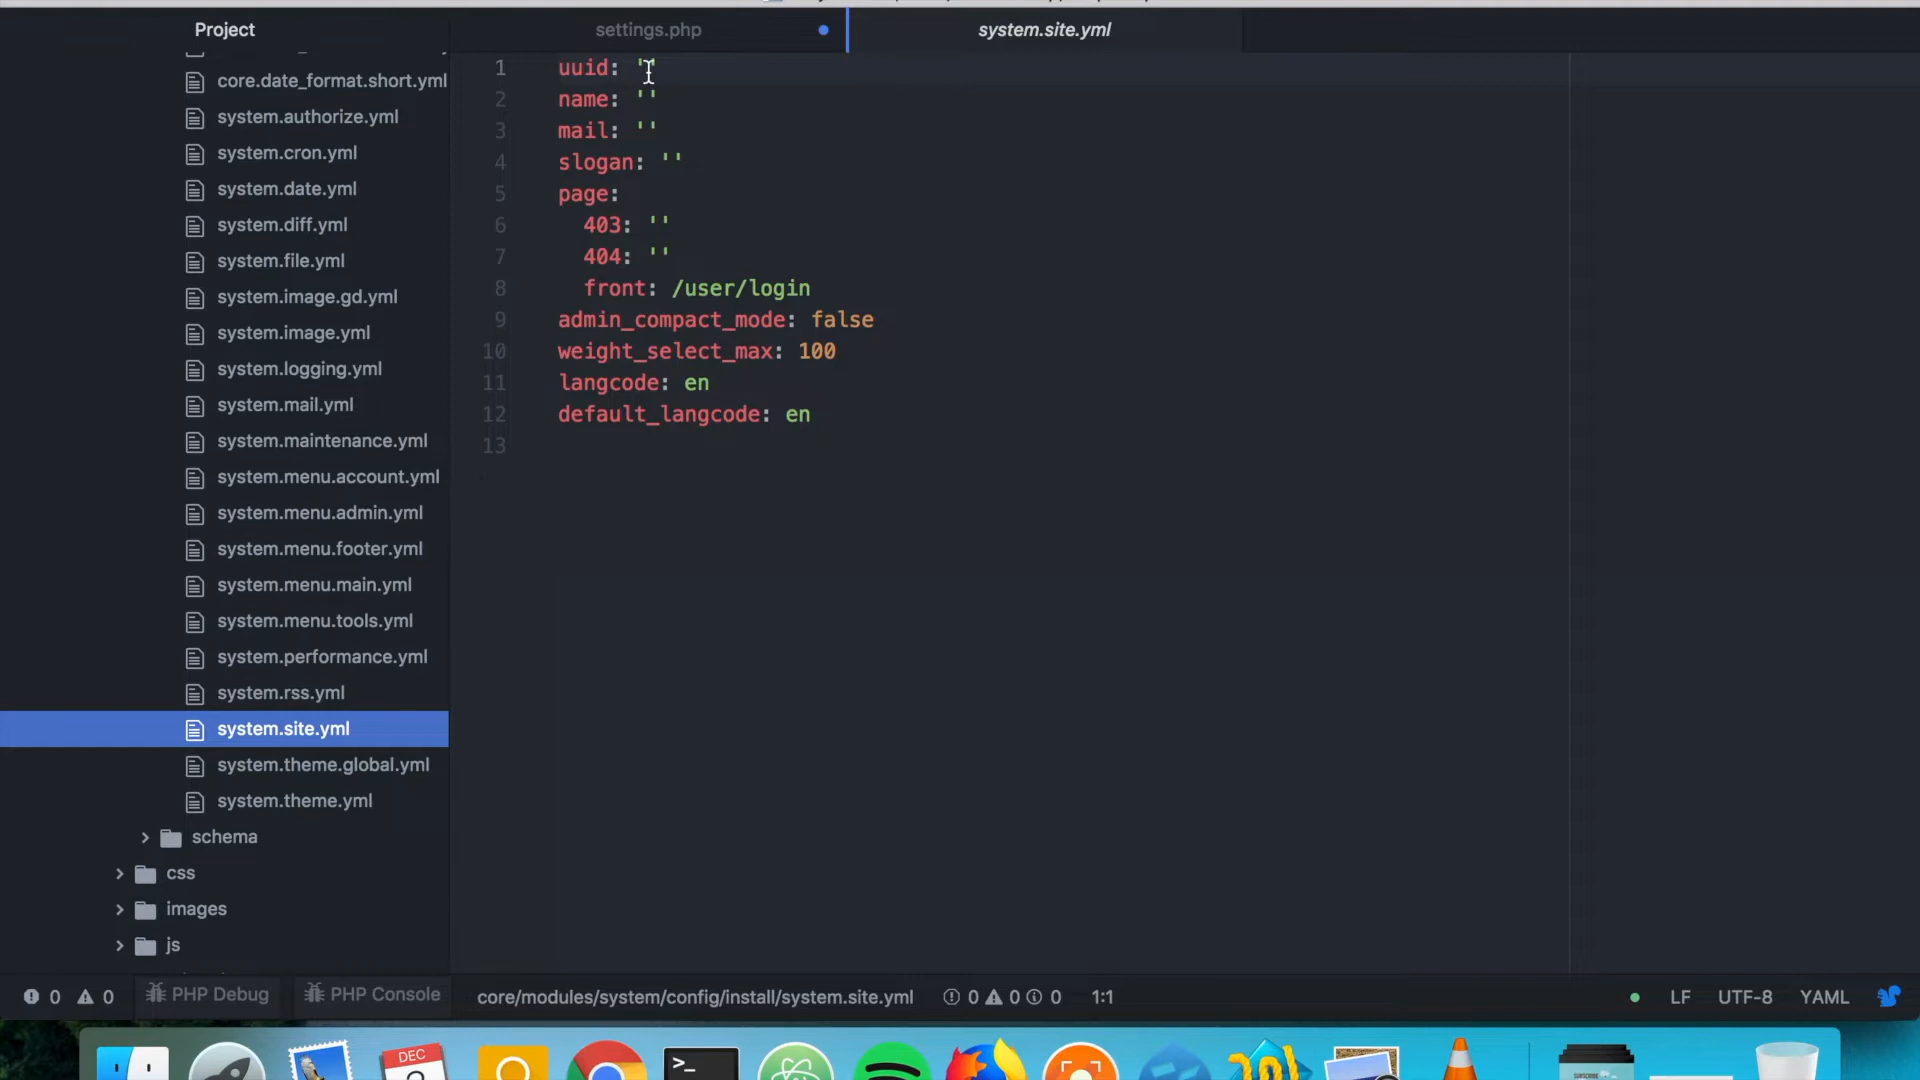 Project
settings.php
system.site.yml
core.date_format.short.yml
system.authorize.yml
system.cron.yml
system.date.yml
system.diff.yml
system.file.yml
system.image.gd.yml
system.image.yml
system.logging.yml
system.mail.yml
system.maintenance.yml
system.menu.account.yml
system.menu.admin.yml
system.menu.footer.yml
system.menu.main.yml
system.menu.tools.yml
system.performance.yml
system.rss.yml
system.site.yml
system.theme.global.yml
system.theme.yml
schema
css
images
js
1 uuid: ''
2 name: ''
3 mail: ''
4 slogan: ''
5 page:
6 403: ''
7 404: ''
8 front: /user/login
9 admin_compact_mode: false
10 weight_select_max: 100
11 langcode: en
12 default_langcode: en
13
0 0 PHP Debug PHP Console core/modules/system/config/install/system.site.yml 0 0 0 1:1 LF UTF-8 YAML
DEC
>_
SUBSCRIBE